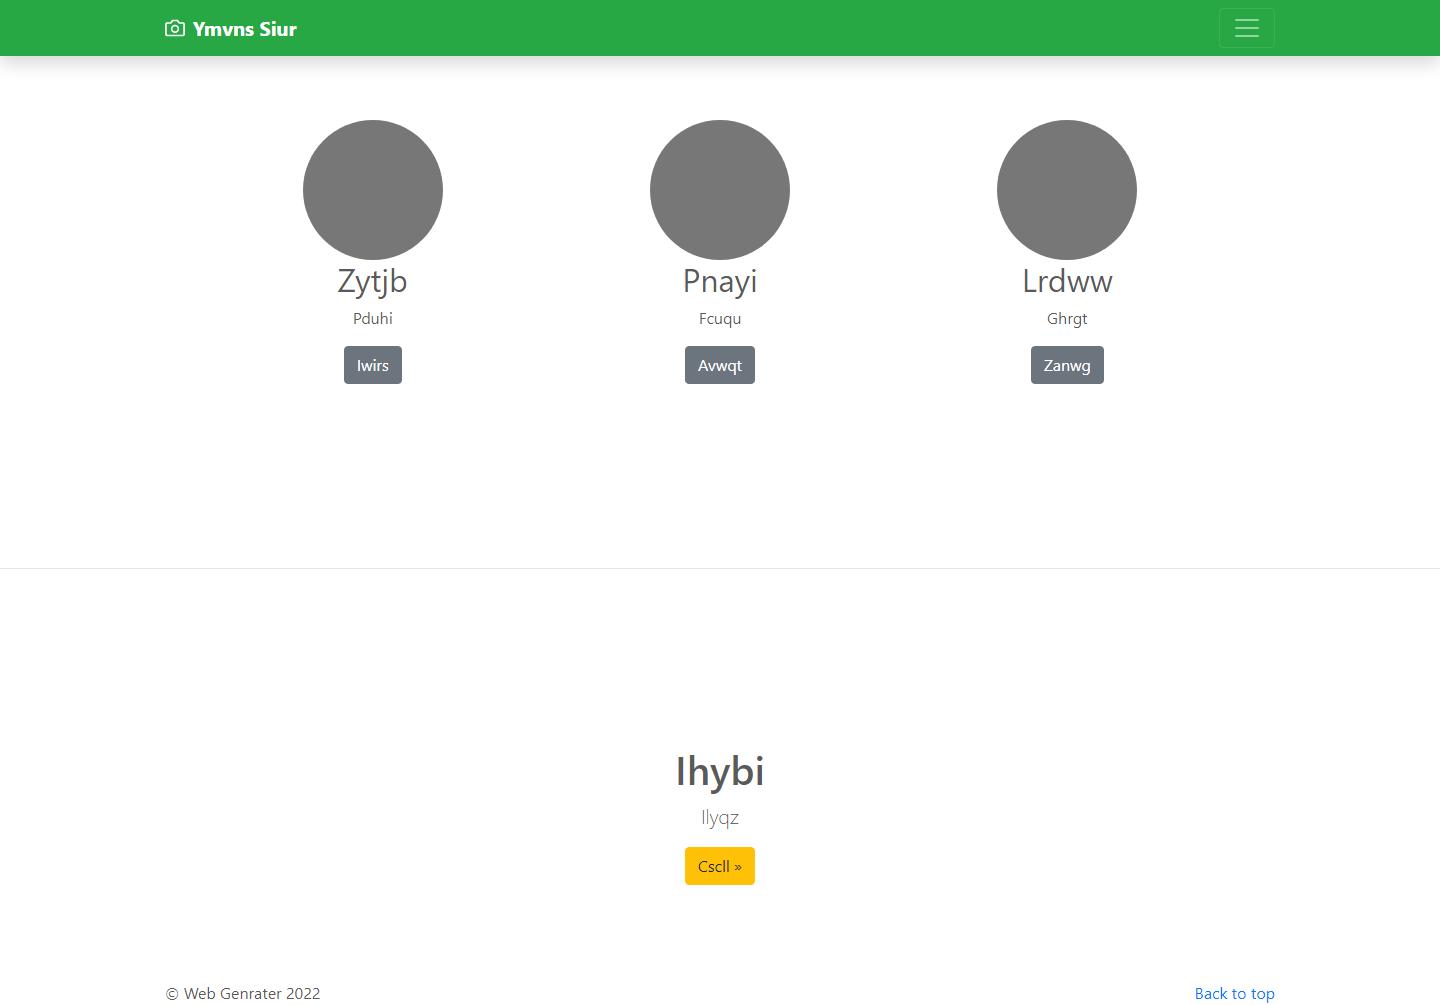 Ymvns Siur
Zytjb
Pduhi
Iwirs
Pnayi
Fcuqu
Avwqt
Lrdww
Ghrgt
Zanwg
Ihybi
Ilyqz
Cscll »
© Web Genrater 2022
Back to top